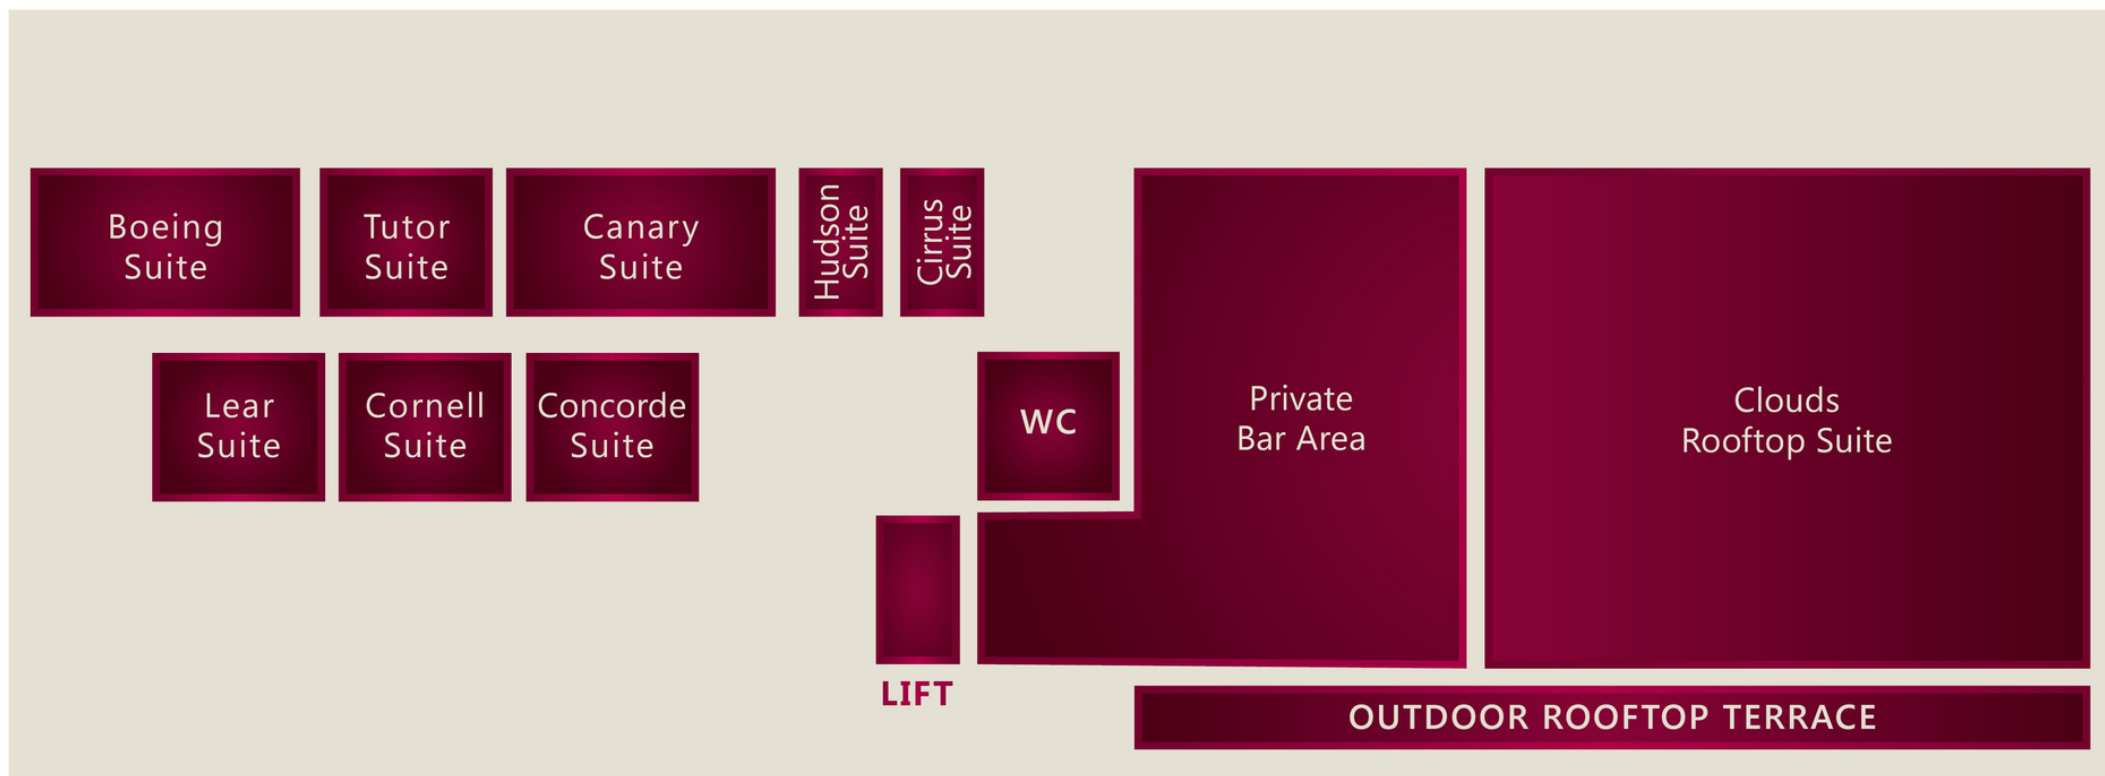 Boeing
Suite
Tutor
Suite
Canary
Suite
Hudson
Suite
Cirrus
Suite
Lear
Suite
Cornell
Suite
Concorde
Suite
WC
Private
Bar Area
Clouds
Rooftop Suite
LIFT
OUTDOOR ROOFTOP TERRACE